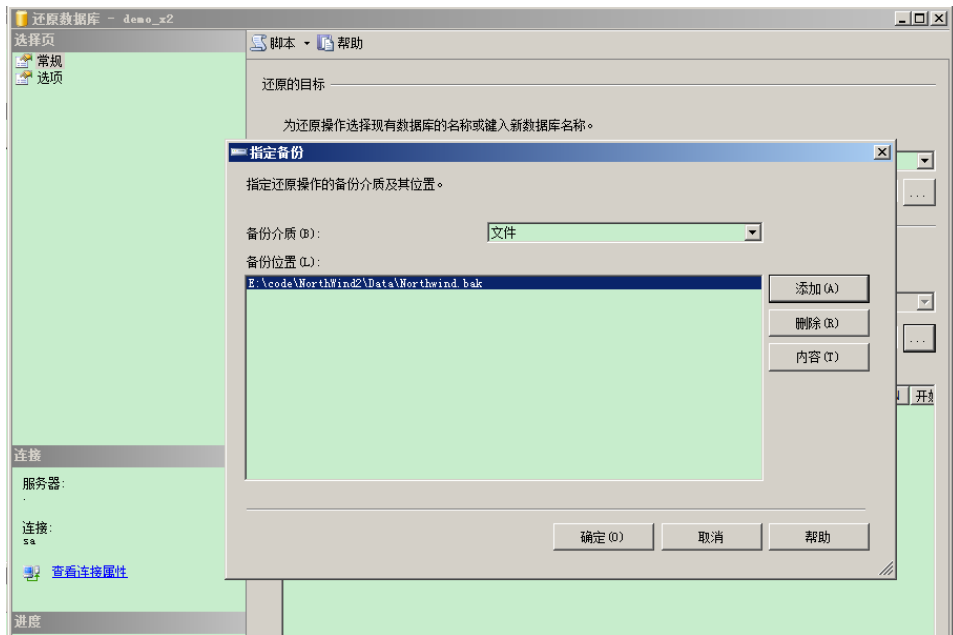 还原数据库 - demo_x2
选择页
常规
选项
脚本 帮助
还原的目标
为还原操作选择现有数据库的名称或键入新数据库名称。
指定备份
指定还原操作的备份介质及其位置。
备份介质(B): 文件
备份位置(L):
E:\code\NorthWind2\Data\Northwind.bak
添加(A)
删除(R)
内容(T)
...
...
开始
连接
服务器:
.
连接:
sa
查看连接属性
确定(O) 取消 帮助
进度